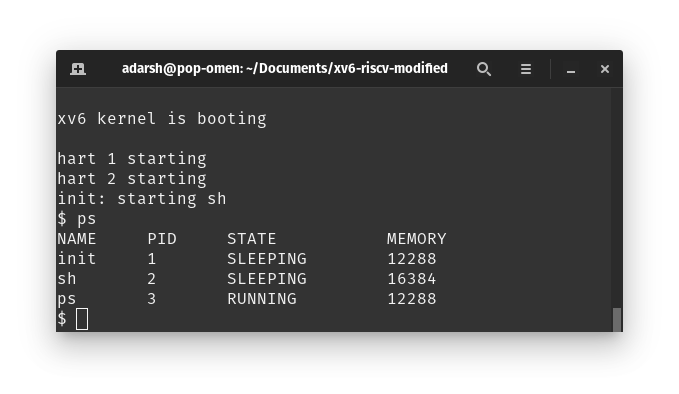 adarsh@pop-omen: ~/Documents/xv6-riscv-modified
xv6 kernel is booting
hart 1 starting
hart 2 starting
init: starting sh
$ ps
NAME PID STATE MEMORY
init 1 SLEEPING 12288
sh 2 SLEEPING 16384
ps 3 RUNNING 12288
$